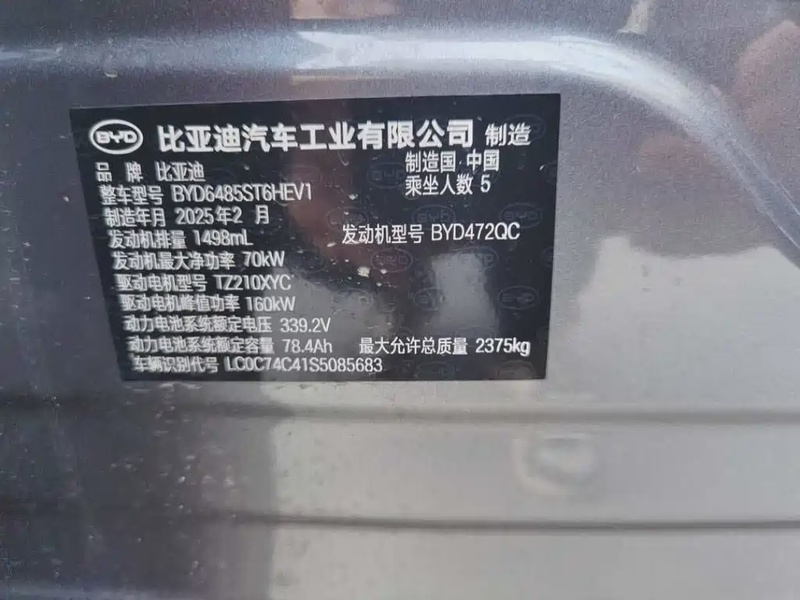 BYD 比亚迪汽车工业有限公司 制造
品 牌 比亚迪 制造国·中国
整车型号 BYD6485ST6HEV1 乘坐人数 5
制造年月 2025年2 月
发动机排量 1498mL 发动机型号 BYD472QC
发动机最大净功率 70kW
驱动电机型号 TZ210XYC
驱动电机峰值功率 160kW
动力电池系统额定电压 339.2V
动力电池系统额定容量 78.4Ah 最大允许总质量 2375kg
车辆识别代号 LC0C74C41S5085683